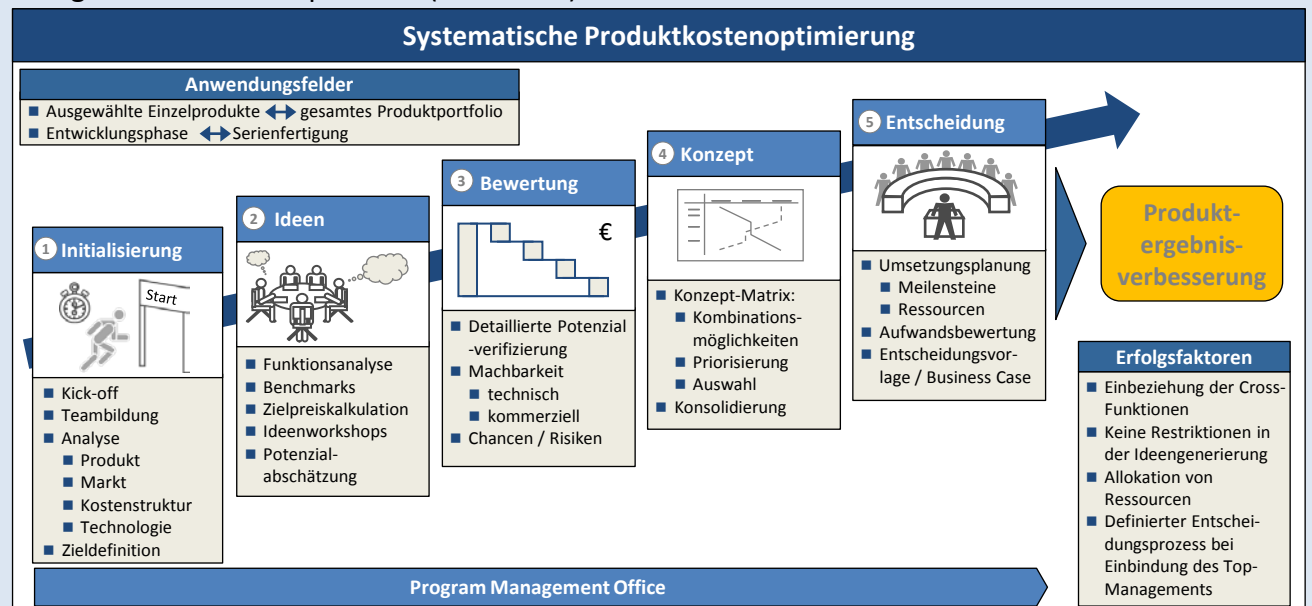 Systematische Produktkostenoptimierung
Anwendungsfelder
Ausgewählte Einzelprodukte gesamtes Produktportfolio
Entwicklungsphase Serienfertigung
1 Initialisierung
Start
Kick-off
Teambildung
Analyse
Produkt
Markt
Kostenstruktur
Technologie
Zieldefinition
2 Ideen
Funktionsanalyse
Benchmarks
Zielpreiskalkulation
Ideenworkshops
Potenzial-
abschätzung
3 Bewertung
€
Detaillierte Potenzial
-verifizierung
Machbarkeit
technisch
kommerziell
Chancen / Risiken
4 Konzept
Konzept-Matrix:
Kombinations-
möglichkeiten
Priorisierung
Auswahl
Konsolidierung
5 Entscheidung
Umsetzungsplanung
Meilensteine
Ressourcen
Aufwandsbewertung
Entscheidungsvor-
lage / Business Case
Produkt-
ergebnis-
verbesserung
Erfolgsfaktoren
Einbeziehung der Cross-
Funktionen
Keine Restriktionen in
der Ideengenerierung
Allokation von
Ressourcen
Definierter Entschei-
dungsprozess bei
Einbindung des Top-
Managements
Program Management Office